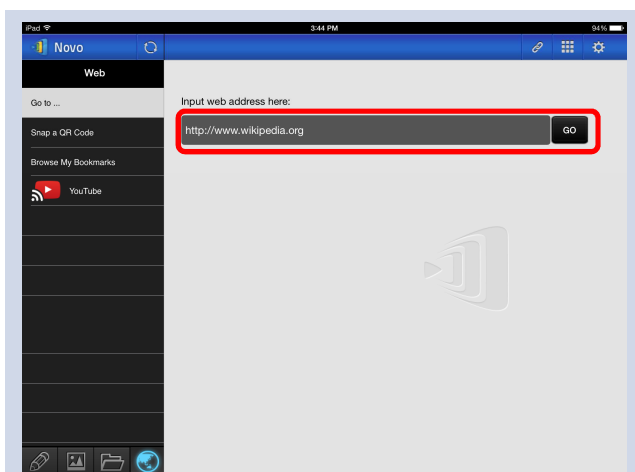 iPad 3:44 PM 94%
Novo
Web
Go to ...
Input web address here:
http://www.wikipedia.org GO
Snap a QR Code
Browse My Bookmarks
YouTube